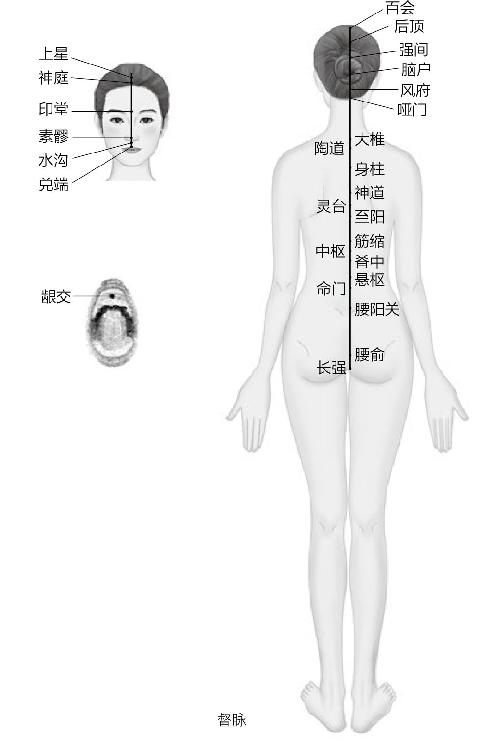 百会
后顶
强间
脑户
风府
哑门
上星
神庭
印堂
素髎
水沟
兑端
龈交
大椎
陶道
身柱
神道
灵台
至阳
筋缩
中枢
脊中
悬枢
命门
腰阳关
腰俞
长强
督脉